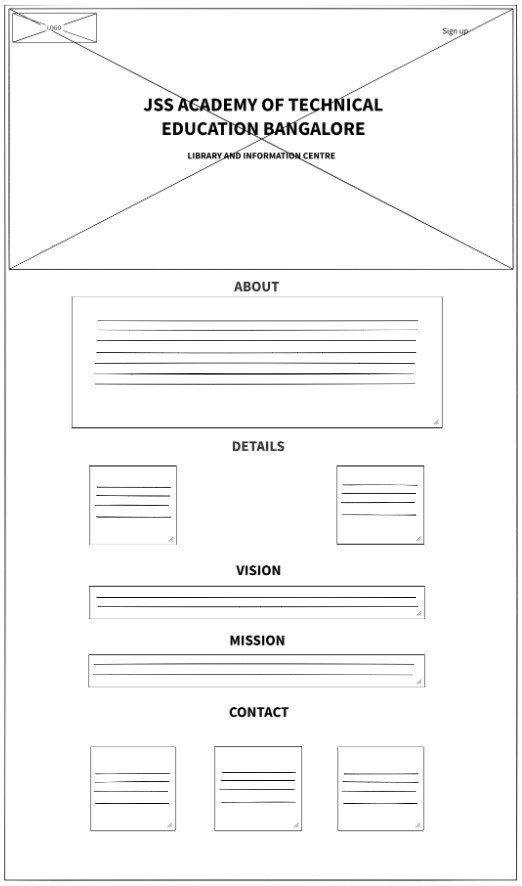 LOGO
Sign up
JSS ACADEMY OF TECHNICAL
EDUCATION BANGALORE
LIBRARY AND INFORMATION CENTRE
ABOUT
DETAILS
VISION
MISSION
CONTACT